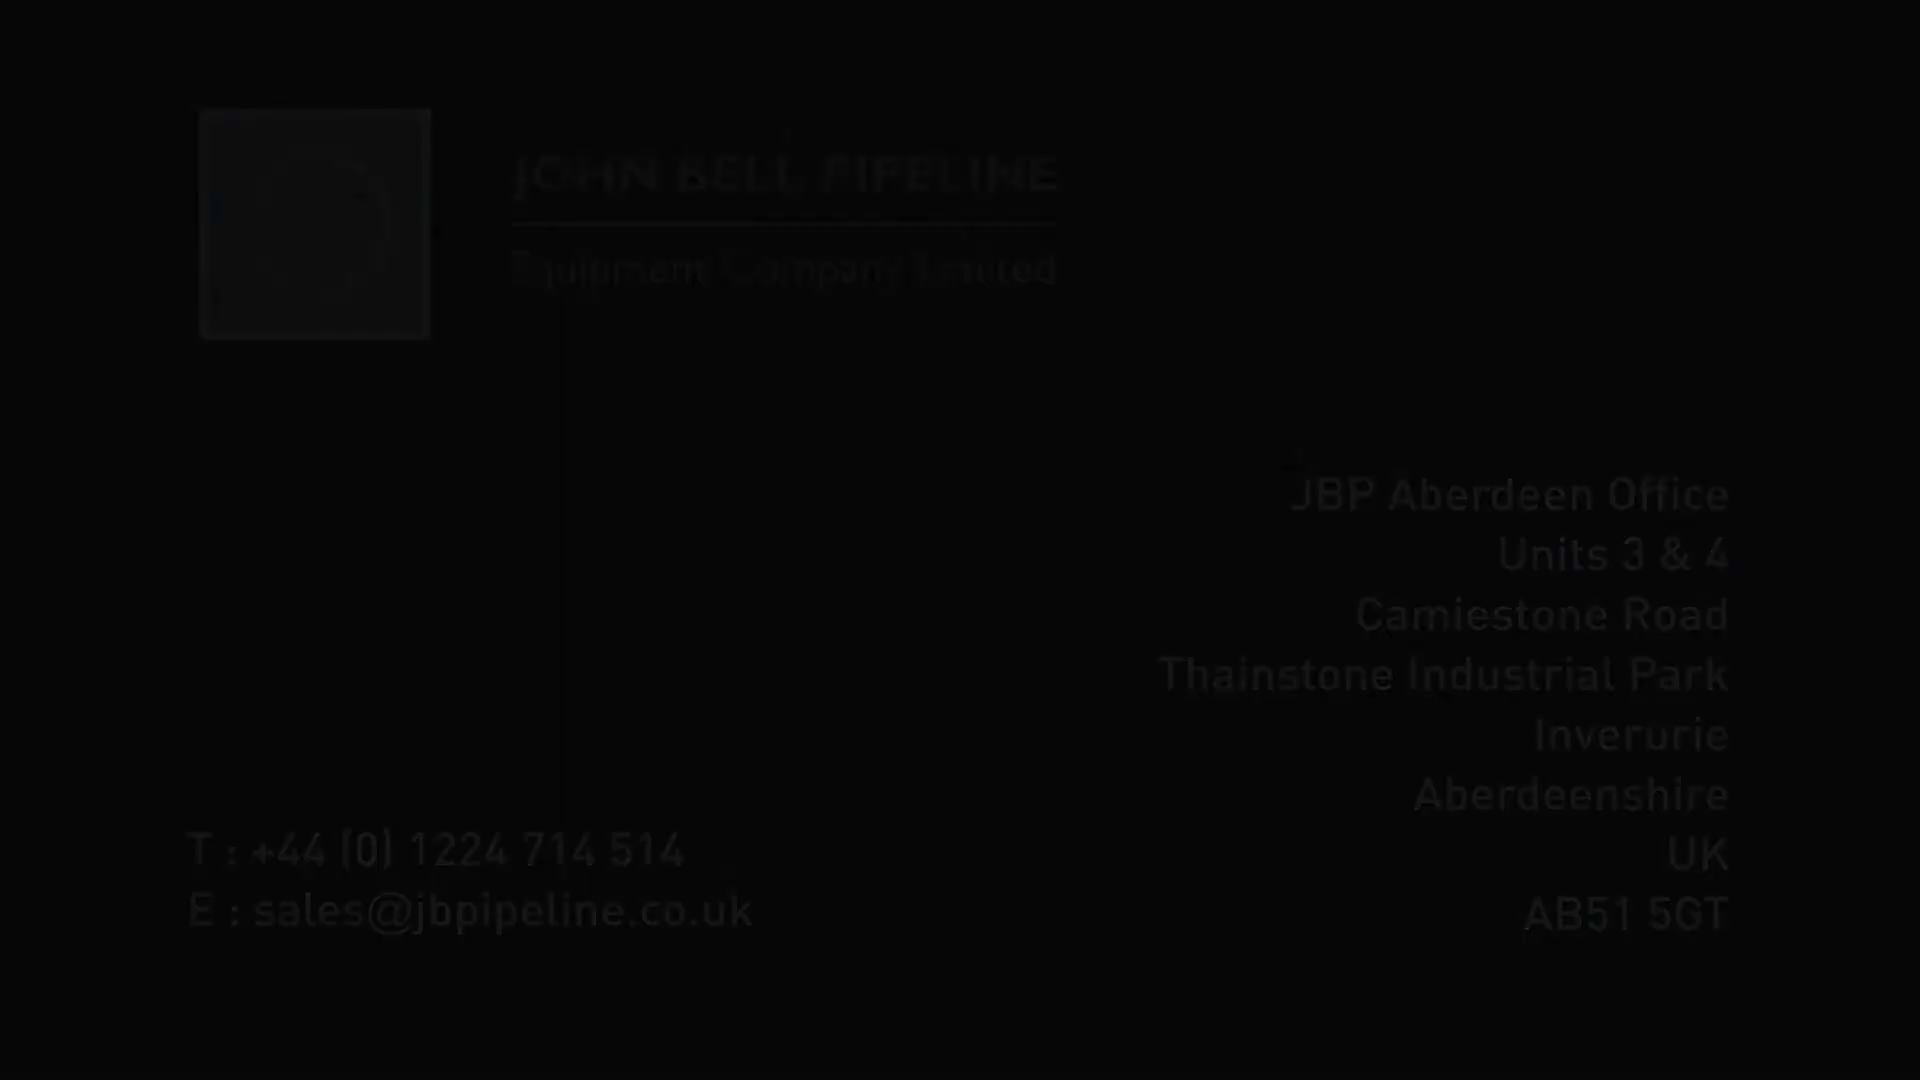 JOHN BELL PIPELINE
Equipment Company Limited
JBP Aberdeen Office
Units 3 & 4
Camiestone Road
Thainstone Industrial Park
Inverurie
Aberdeenshire
UK
AB51 5GT
T : +44 (0) 1224 714 514
E : sales@jbpipeline.co.uk